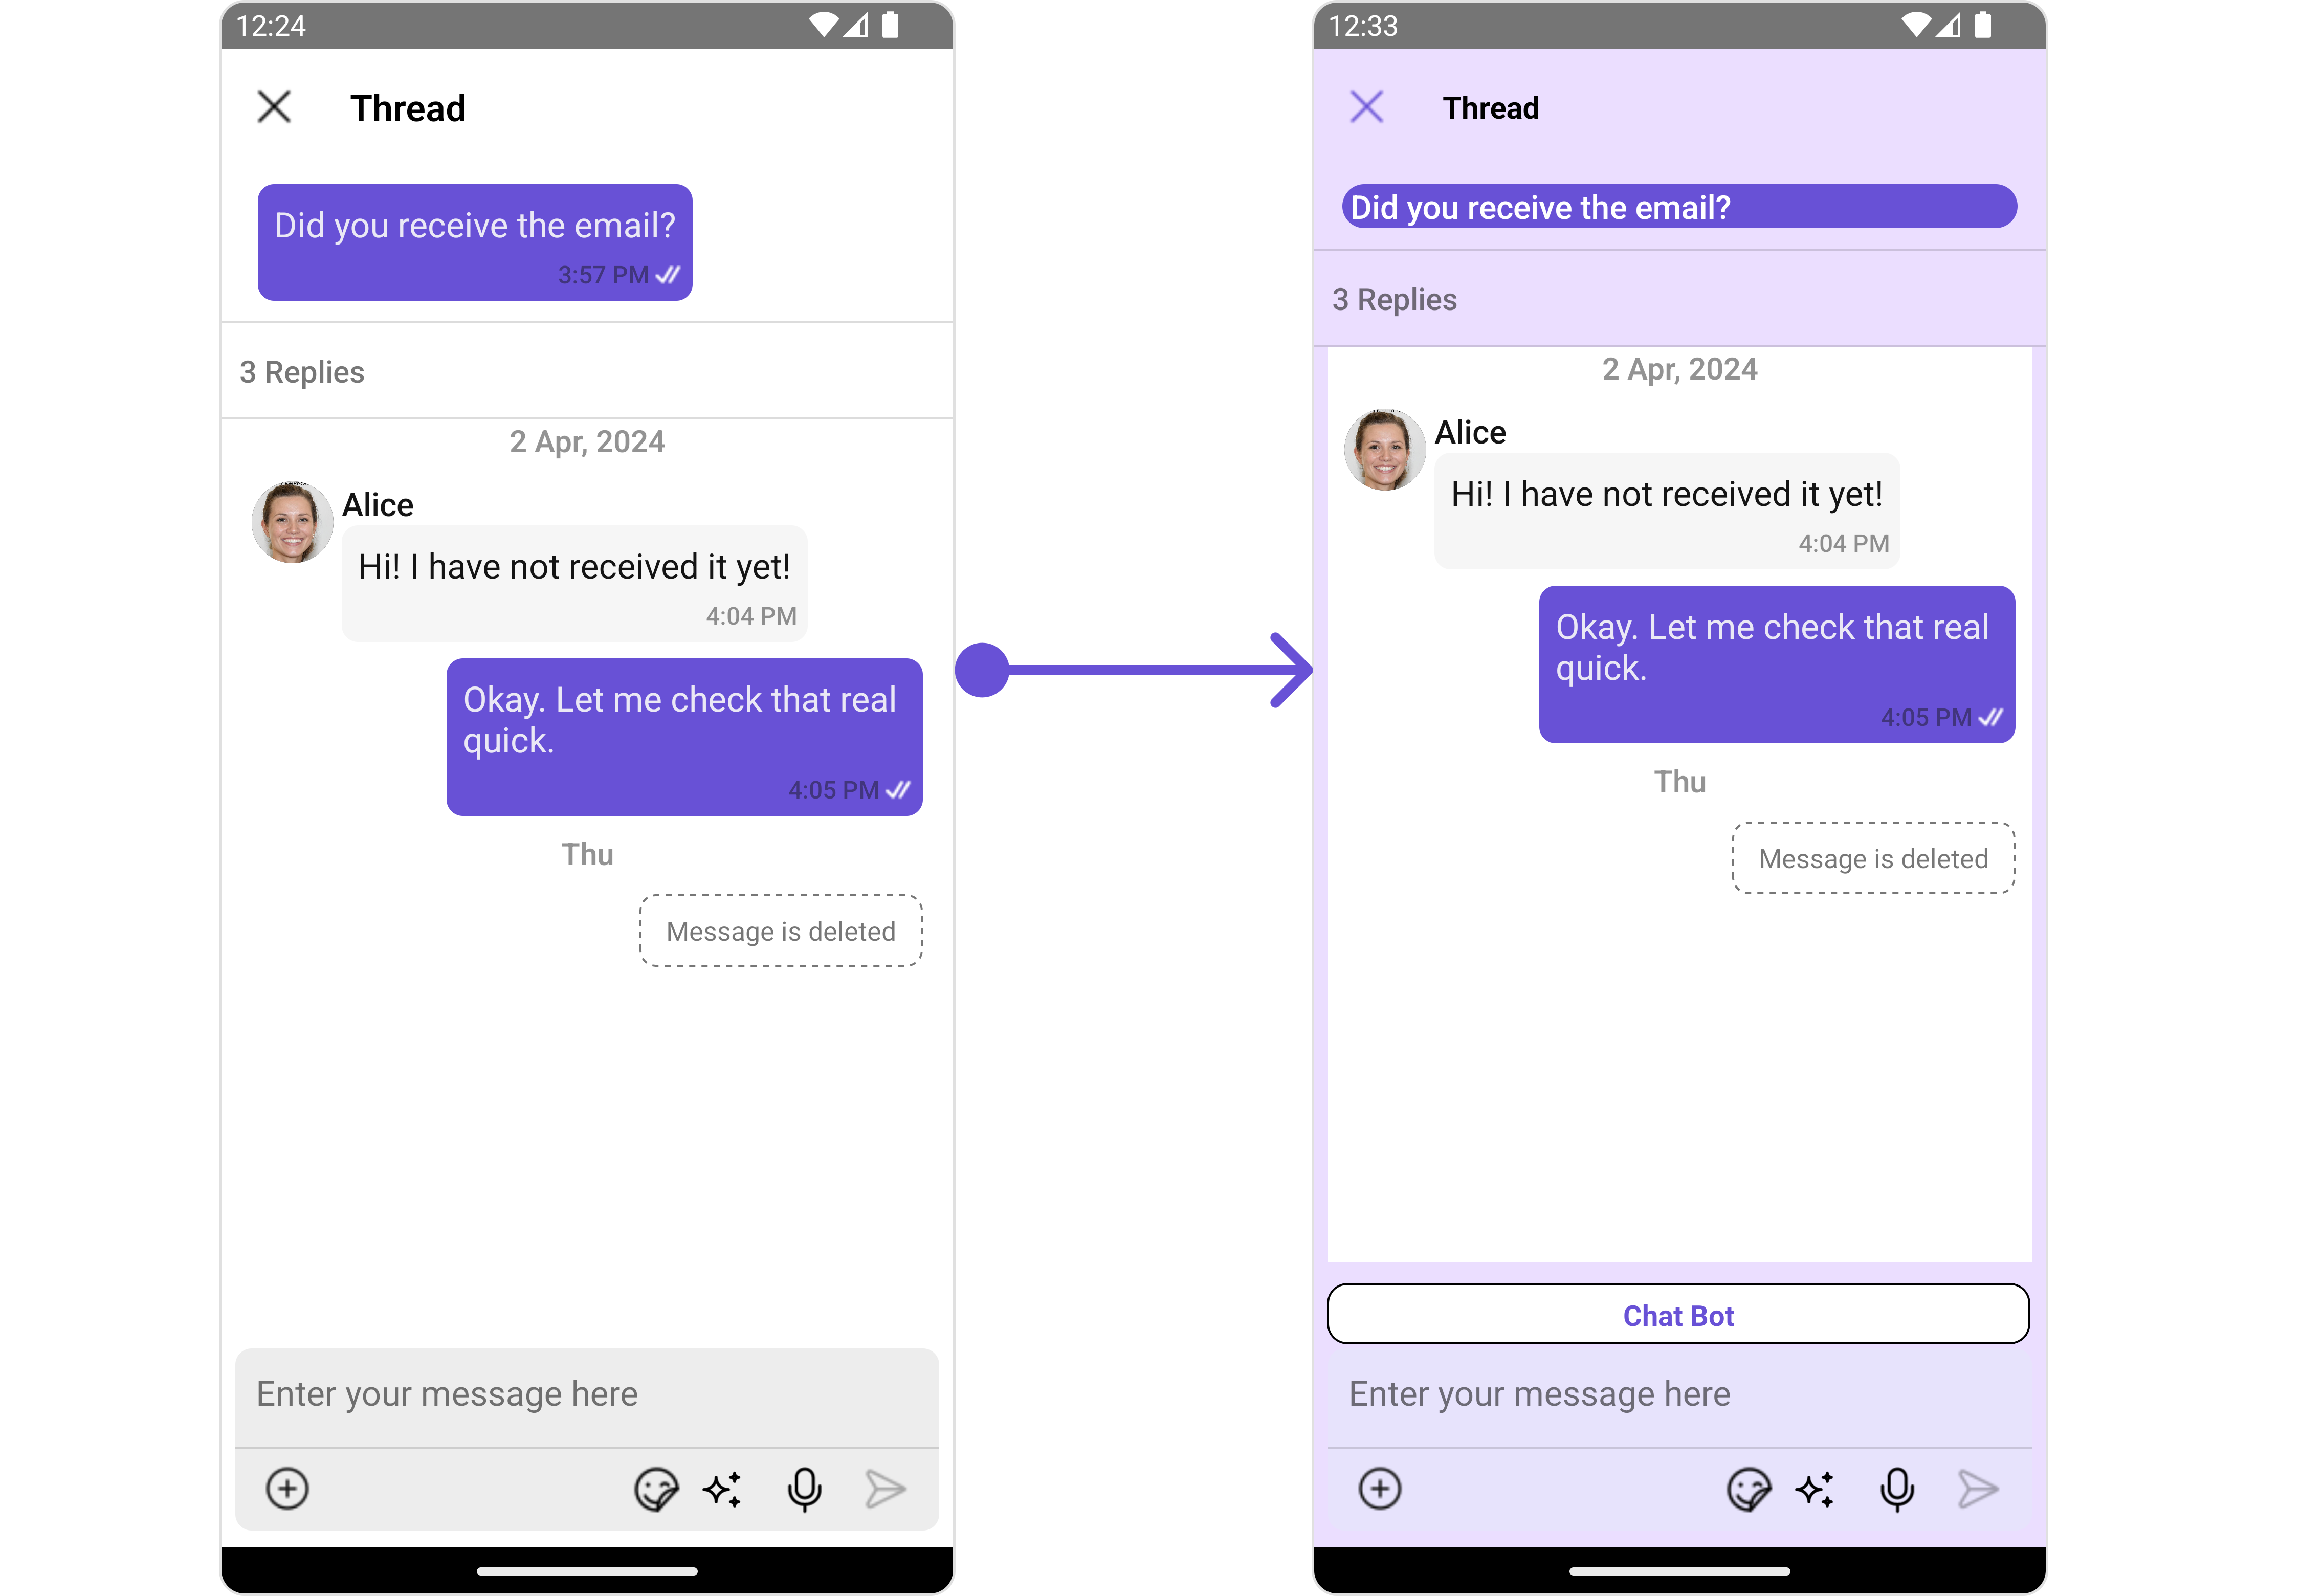 12:24
Thread
Did you receive the email?
3:57 PM
3 Replies
2 Apr, 2024
Alice
Hi! I have not received it yet!
4:04 PM
Okay. Let me check that real
quick.
4:05 PM
Thu
Message is deleted
Enter your message here
12:33
Thread
Did you receive the email?
3 Replies
2 Apr, 2024
Alice
Hi! I have not received it yet!
4:04 PM
Okay. Let me check that real
quick.
4:05 PM
Thu
Message is deleted
Chat Bot
Enter your message here